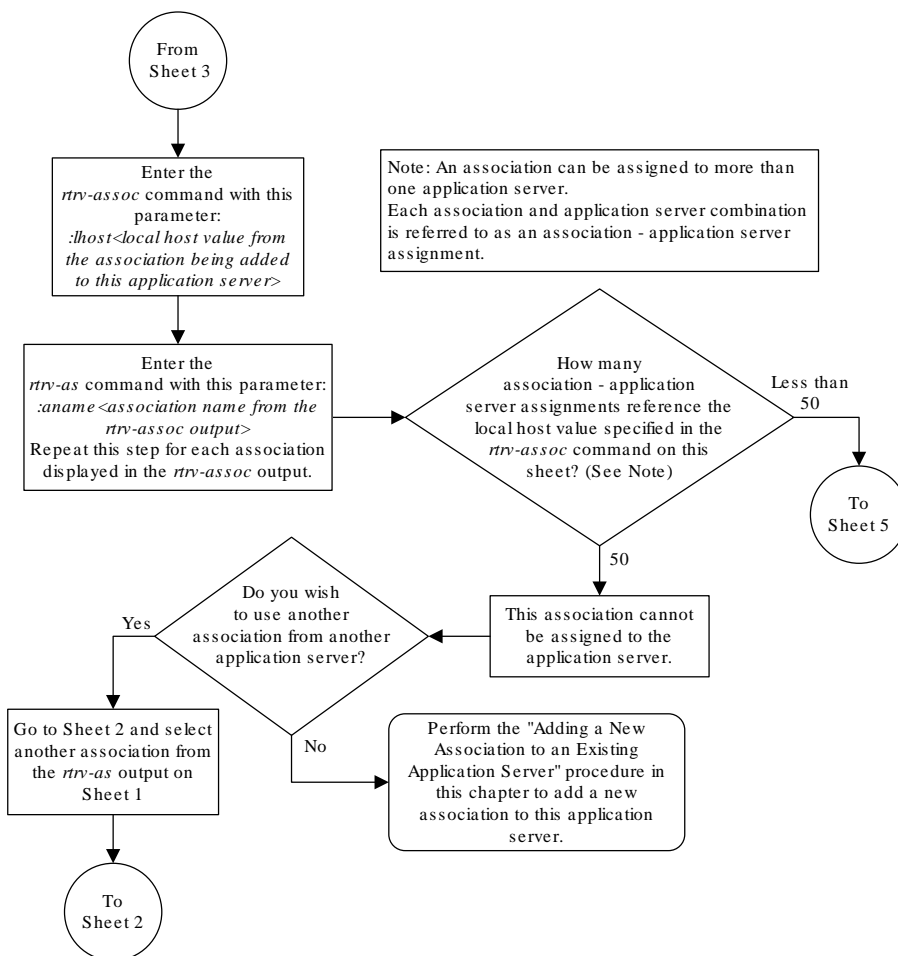 From
Sheet 3
Enter the
rtrv-assoc command with this
parameter:
:lhost<local host value from
the association being added
to this application server>
Note: An association can be assigned to more than
one application server.
Each association and application server combination
is referred to as an association - application server
assignment.
Enter the
rtrv-as command with this parameter:
:aname<association name from the
rtrv-assoc output>
Repeat this step for each association
displayed in the rtrv-assoc output.
How many
association - application
server assignments reference the
local host value specified in the
rtrv-assoc command on this
sheet? (See Note)
Less than
50
To
Sheet 5
50
This association cannot
be assigned to the
application server.
Do you wish
to use another
association from another
application server?
Yes
Go to Sheet 2 and select
another association from
the rtrv-as output on
Sheet 1
No
Perform the "Adding a New
Association to an Existing
Application Server" procedure in
this chapter to add a new
association to this application
server.
To
Sheet 2